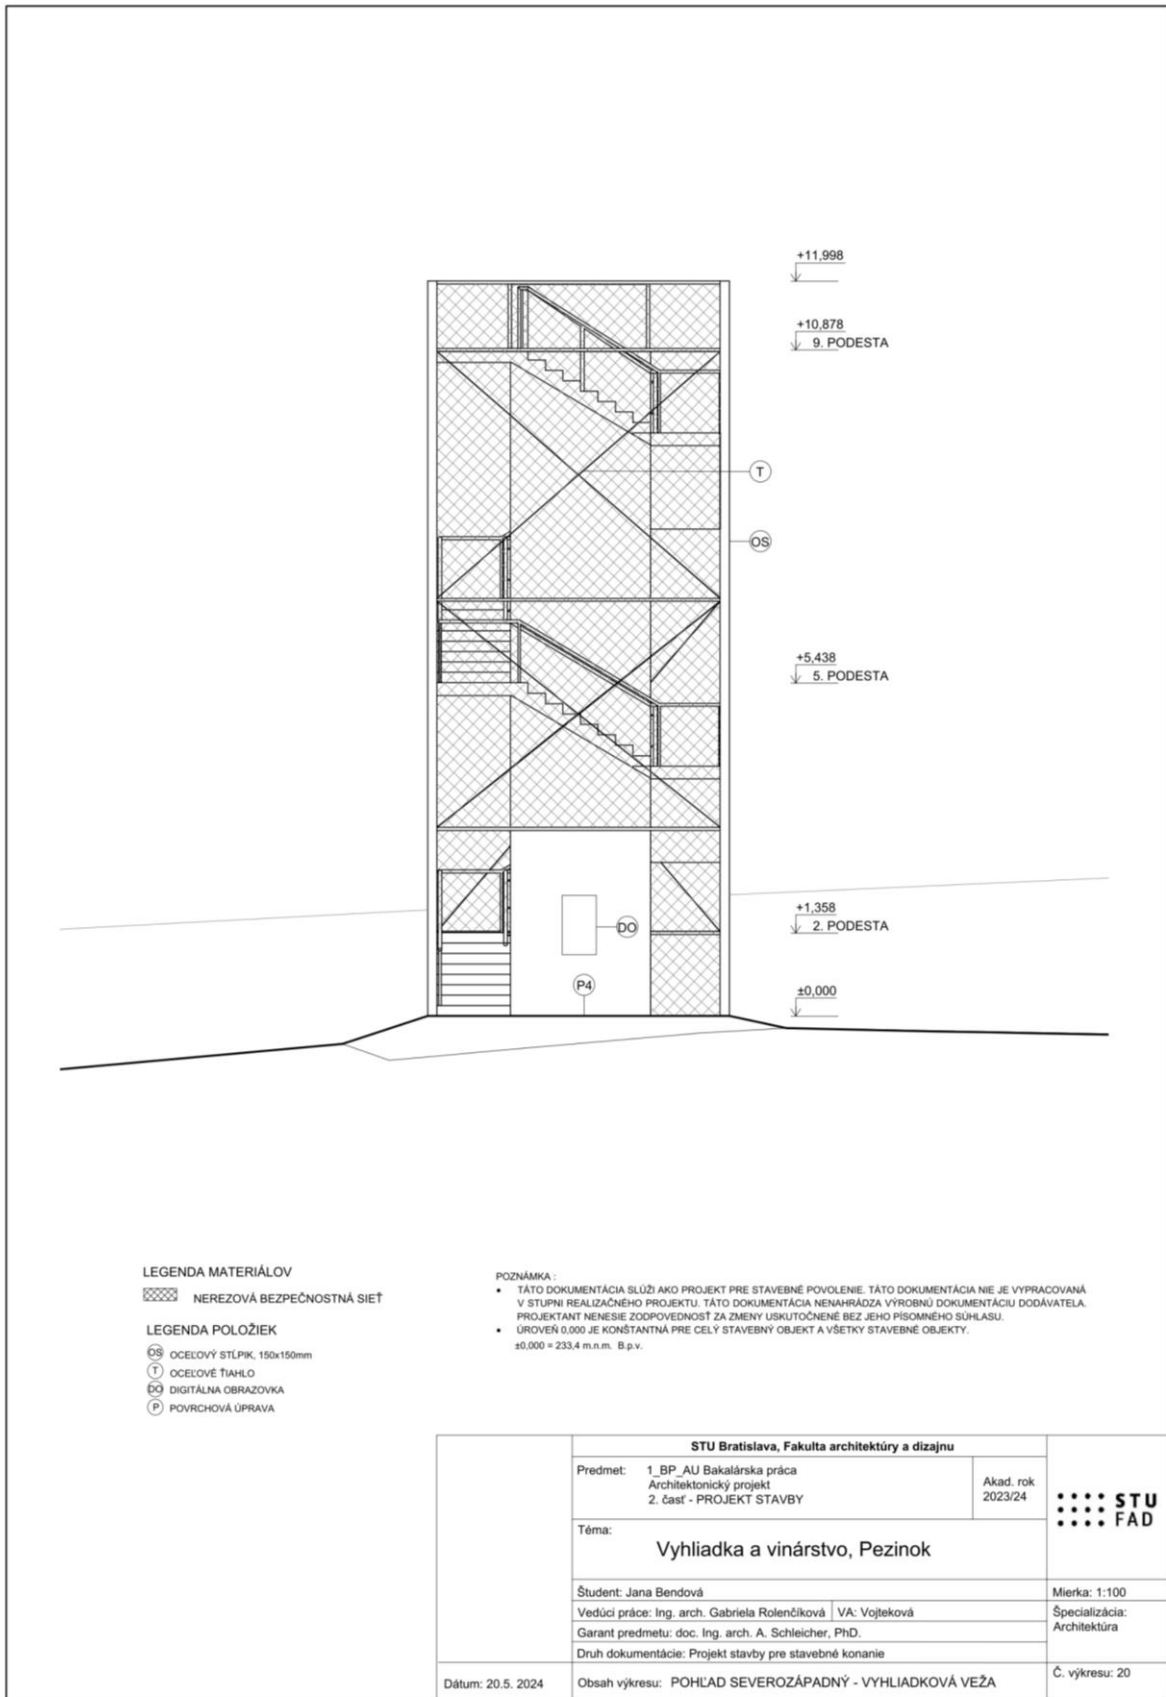 +11,998
+10,878
9. PODESTA
T
OS
+5,438
5. PODESTA
+1,358
2. PODESTA
DO
P4
±0,000
LEGENDA MATERIÁLOV
NEREZOVÁ BEZPEČNOSTNÁ SIEŤ
LEGENDA POLOŽIEK
OS OCEĽOVÝ STĹPIK, 150x150mm
T OCEĽOVÉ ŤIAHLO
DO DIGITÁLNA OBRAZOVKA
P POVRCHOVÁ ÚPRAVA
POZNÁMKA :
• TÁTO DOKUMENTÁCIA SLÚŽI AKO PROJEKT PRE STAVEBNÉ POVOLENIE. TÁTO DOKUMENTÁCIA NIE JE VYPRACOVANÁ
V STUPNI REALIZAČNÉHO PROJEKTU. TÁTO DOKUMENTÁCIA NENAHRÁDZA VÝROBNÚ DOKUMENTÁCIU DODÁVATELA.
PROJEKTANT NENESIE ZODPOVEDNOSŤ ZA ZMENY USKUTOČNENÉ BEZ JEHO PÍSOMNÉHO SÚHLASU.
• ÚROVEŇ 0,000 JE KONŠTANTNÁ PRE CELÝ STAVEBNÝ OBJEKT A VŠETKY STAVEBNÉ OBJEKTY.
±0,000 = 233,4 m.n.m. B.p.v.
STU Bratislava, Fakulta architektúry a dizajnu
Predmet: 1_BP_AU Bakalárska práca
Architektonický projekt
2. časť - PROJEKT STAVBY
Akad. rok
2023/24
STU
FAD
Téma:
Vyhliadka a vinárstvo, Pezinok
Študent: Jana Bendová
Mierka: 1:100
Vedúci práce: Ing. arch. Gabriela Rolenčíková VA: Vojteková
Špecializácia:
Architektúra
Garant predmetu: doc. Ing. arch. A. Schleicher, PhD.
Druh dokumentácie: Projekt stavby pre stavebné konanie
Dátum: 20.5. 2024
Obsah výkresu: POHĽAD SEVEROZÁPADNÝ - VYHLIADKOVÁ VEŽA
Č. výkresu: 20